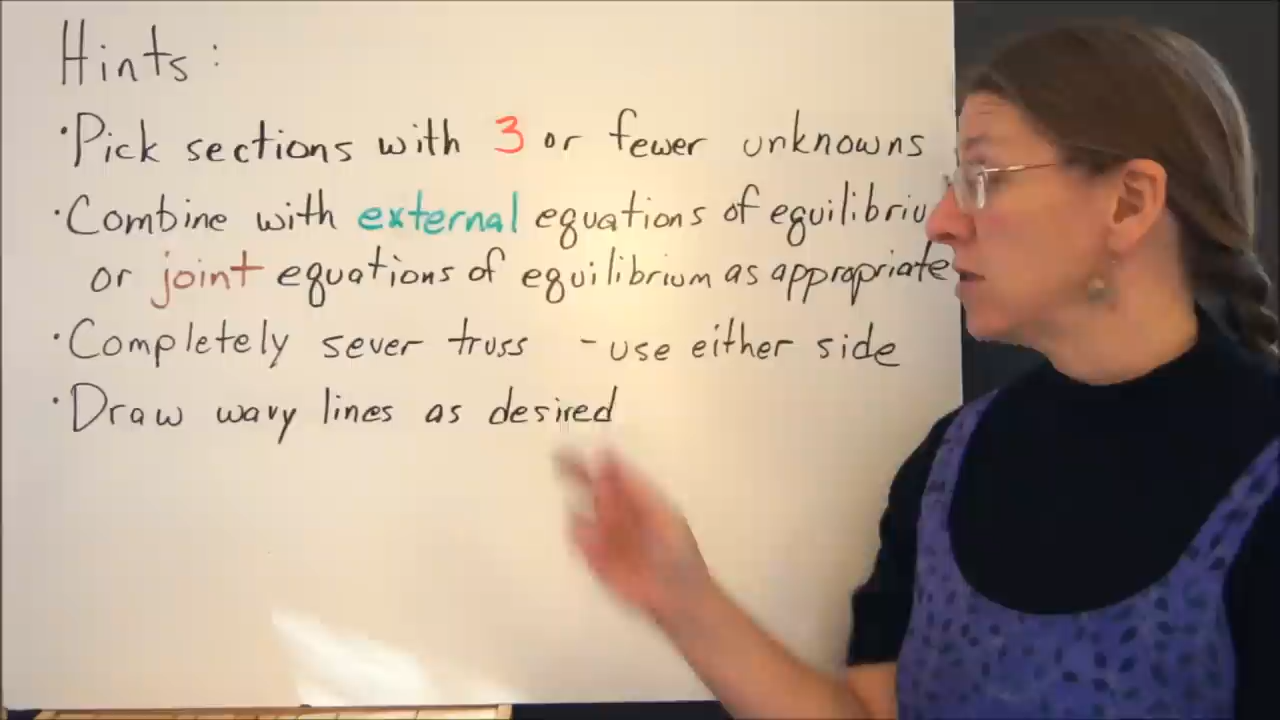 Hints:
•Pick sections with 3 or fewer unknowns
•Combine with external equations of equilibriu
or joint equations of equilibrium as appropriate
•Completely sever truss - use either side
•Draw wavy lines as desired